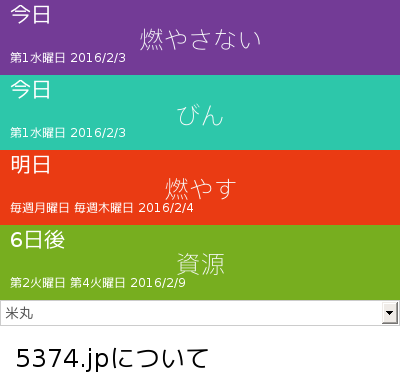 今日
燃やさない
第1水曜日 2016/2/3
今日
びん
第1水曜日 2016/2/3
明日
燃やす
毎週月曜日 毎週木曜日 2016/2/4
6日後
資源
第2火曜日 第4火曜日 2016/2/9
米丸
5374.jpについて